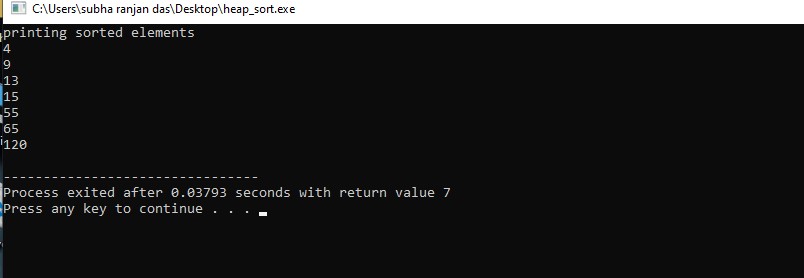 C:\Users\subha ranjan das\Desktop\heap_sort.exe
printing sorted elements
4
9
13
15
55
65
120
--------------------------------
Process exited after 0.03793 seconds with return value 7
Press any key to continue . . .